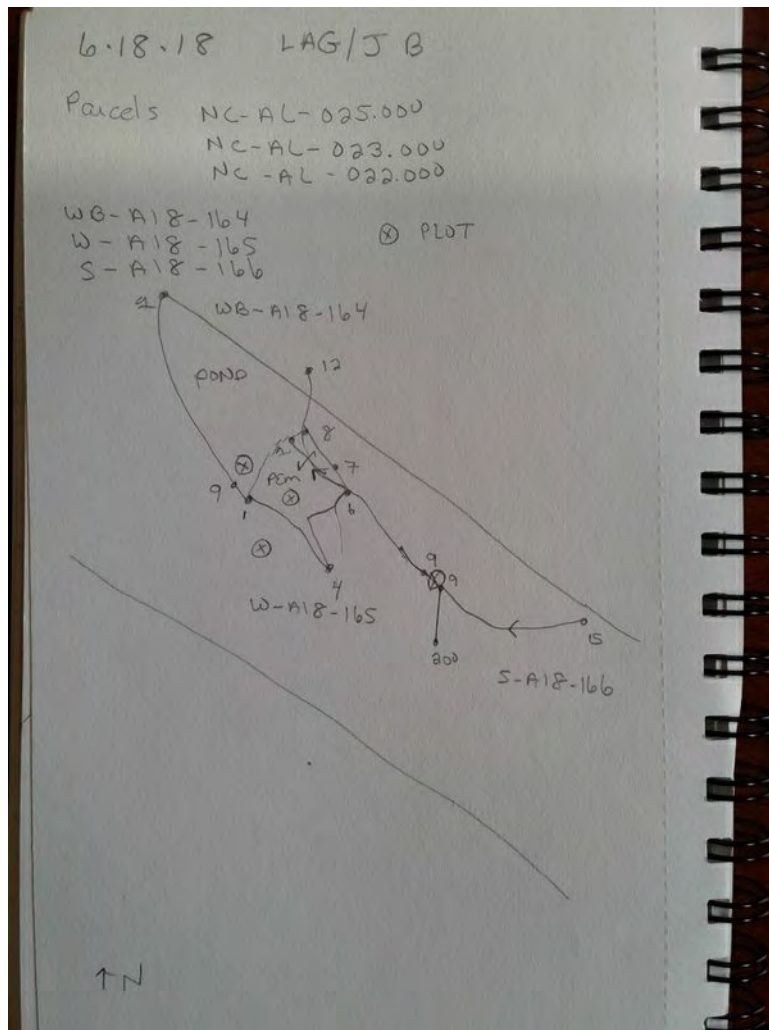 6.18.18 LAG/JB
Parcels NC-AL-025.000
NC-AL-023.000
NC-AL-022.000
WB-A18-164
W-A18-165
S-A18-166
⊗ PLOT
WB-A18-164
POND
12
8
7
PEM
9
1
6
4
9
9
W-A18-165
200
15
S-A18-166
↑N